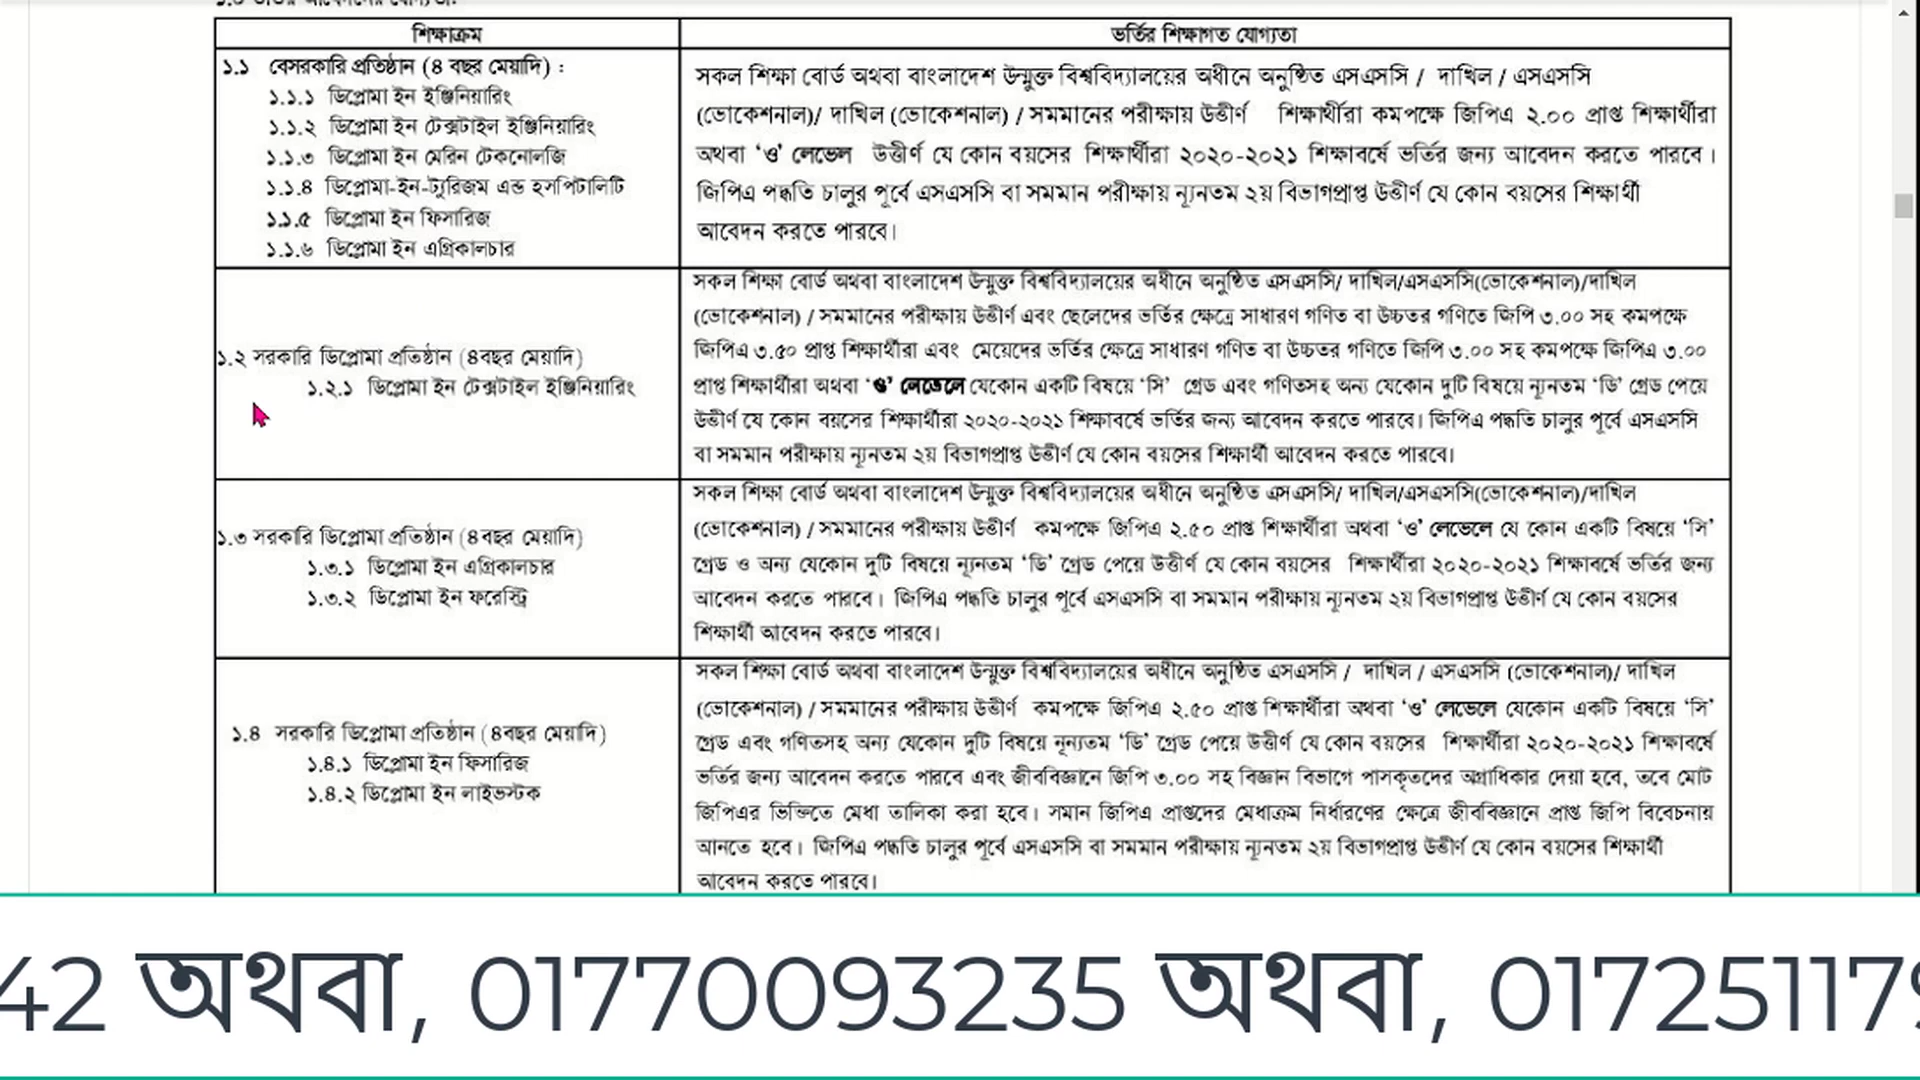 শিক্ষাক্রম
ভর্তির শিক্ষাগত যোগ্যতা
১.১ বেসরকারি প্রতিষ্ঠান (৪ বছর মেয়াদি) :
১.১.১ ডিপ্লোমা ইন ইঞ্জিনিয়ারিং
১.১.২ ডিপ্লোমা ইন টেক্সটাইল ইঞ্জিনিয়ারিং
১.১.৩ ডিপ্লোমা ইন মেরিন টেকনোলজি
১.১.৪ ডিপ্লোমা-ইন-ট্যুরিজম এন্ড হসপিটালিটি
১.১.৫ ডিপ্লোমা ইন ফিসারিজ
১.১.৬ ডিপ্লোমা ইন এগ্রিকালচার
সকল শিক্ষা বোর্ড অথবা বাংলাদেশ উন্মুক্ত বিশ্ববিদ্যালয়ের অধীনে অনুষ্ঠিত এসএসসি / দাখিল / এসএসসি
(ভোকেশনাল)/ দাখিল (ভোকেশনাল) / সমমানের পরীক্ষায় উত্তীর্ণ শিক্ষার্থীরা কমপক্ষে জিপিএ ২.০০ প্রাপ্ত শিক্ষার্থীরা
অথবা ‘ও’ লেভেল উত্তীর্ণ যে কোন বয়সের শিক্ষার্থীরা ২০২০-২০২১ শিক্ষাবর্ষে ভর্তির জন্য আবেদন করতে পারবে।
জিপিএ পদ্ধতি চালুর পূর্বে এসএসসি বা সমমান পরীক্ষায় ন্যূনতম ২য় বিভাগপ্রাপ্ত উত্তীর্ণ যে কোন বয়সের শিক্ষার্থী
আবেদন করতে পারবে।
১.২ সরকারি ডিপ্লোমা প্রতিষ্ঠান (৪বছর মেয়াদি)
১.২.১ ডিপ্লোমা ইন টেক্সটাইল ইঞ্জিনিয়ারিং
সকল শিক্ষা বোর্ড অথবা বাংলাদেশ উন্মুক্ত বিশ্ববিদ্যালয়ের অধীনে অনুষ্ঠিত এসএসসি/ দাখিল/এসএসসি(ভোকেশনাল)/দাখিল
(ভোকেশনাল) / সমমানের পরীক্ষায় উত্তীর্ণ এবং ছেলেদের ভর্তির ক্ষেত্রে সাধারণ গণিত বা উচ্চতর গণিতে জিপি ৩.০০ সহ কমপক্ষে
জিপিএ ৩.৫০ প্রাপ্ত শিক্ষার্থীরা এবং মেয়েদের ভর্তির ক্ষেত্রে সাধারণ গণিত বা উচ্চতর গণিতে জিপি ৩.০০ সহ কমপক্ষে জিপিএ ৩.০০
প্রাপ্ত শিক্ষার্থীরা অথবা ‘ও’ লেভেলে যেকোন একটি বিষয়ে ‘সি’ গ্রেড এবং গণিতসহ অন্য যেকোন দুটি বিষয়ে ন্যূনতম ‘ডি’ গ্রেড পেয়ে
উত্তীর্ণ যে কোন বয়সের শিক্ষার্থীরা ২০২০-২০২১ শিক্ষাবর্ষে ভর্তির জন্য আবেদন করতে পারবে। জিপিএ পদ্ধতি চালুর পূর্বে এসএসসি
বা সমমান পরীক্ষায় ন্যূনতম ২য় বিভাগপ্রাপ্ত উত্তীর্ণ যে কোন বয়সের শিক্ষার্থী আবেদন করতে পারবে।
১.৩ সরকারি ডিপ্লোমা প্রতিষ্ঠান (৪বছর মেয়াদি)
১.৩.১ ডিপ্লোমা ইন এগ্রিকালচার
১.৩.২ ডিপ্লোমা ইন ফরেস্ট্রি
সকল শিক্ষা বোর্ড অথবা বাংলাদেশ উন্মুক্ত বিশ্ববিদ্যালয়ের অধীনে অনুষ্ঠিত এসএসসি/ দাখিল/এসএসসি(ভোকেশনাল)/দাখিল
(ভোকেশনাল) / সমমানের পরীক্ষায় উত্তীর্ণ কমপক্ষে জিপিএ ২.৫০ প্রাপ্ত শিক্ষার্থীরা অথবা ‘ও’ লেভেলে যে কোন একটি বিষয়ে ‘সি’
গ্রেড ও অন্য যেকোন দুটি বিষয়ে ন্যূনতম ‘ডি’ গ্রেড পেয়ে উত্তীর্ণ যে কোন বয়সের শিক্ষার্থীরা ২০২০-২০২১ শিক্ষাবর্ষে ভর্তির জন্য
আবেদন করতে পারবে। জিপিএ পদ্ধতি চালুর পূর্বে এসএসসি বা সমমান পরীক্ষায় ন্যূনতম ২য় বিভাগপ্রাপ্ত উত্তীর্ণ যে কোন বয়সের
শিক্ষার্থী আবেদন করতে পারবে।
১.৪ সরকারি ডিপ্লোমা প্রতিষ্ঠান (৪বছর মেয়াদি)
১.৪.১ ডিপ্লোমা ইন ফিসারিজ
১.৪.২ ডিপ্লোমা ইন লাইভস্টক
সকল শিক্ষা বোর্ড অথবা বাংলাদেশ উন্মুক্ত বিশ্ববিদ্যালয়ের অধীনে অনুষ্ঠিত এসএসসি / দাখিল / এসএসসি (ভোকেশনাল)/ দাখিল
(ভোকেশনাল) / সমমানের পরীক্ষায় উত্তীর্ণ কমপক্ষে জিপিএ ২.৫০ প্রাপ্ত শিক্ষার্থীরা অথবা ‘ও’ লেভেলে যেকোন একটি বিষয়ে ‘সি’
গ্রেড এবং গণিতসহ অন্য যেকোন দুটি বিষয়ে নূন্যতম ‘ডি’ গ্রেড পেয়ে উত্তীর্ণ যে কোন বয়সের শিক্ষার্থীরা ২০২০-২০২১ শিক্ষাবর্ষে
ভর্তির জন্য আবেদন করতে পারবে এবং জীববিজ্ঞানে জিপি ৩.০০ সহ বিজ্ঞান বিভাগে পাসকৃতদের অগ্রাধিকার দেয়া হবে, তবে মোট
জিপিএর ভিত্তিতে মেধা তালিকা করা হবে। সমান জিপিএ প্রাপ্তদের মেধাক্রম নির্ধারণের ক্ষেত্রে জীববিজ্ঞানে প্রাপ্ত জিপি বিবেচনায়
আনতে হবে। জিপিএ পদ্ধতি চালুর পূর্বে এসএসসি বা সমমান পরীক্ষায় ন্যূনতম ২য় বিভাগপ্রাপ্ত উত্তীর্ণ যে কোন বয়সের শিক্ষার্থী
আবেদন করতে পারবে।
42 অথবা, 01770093235 অথবা, 017251179